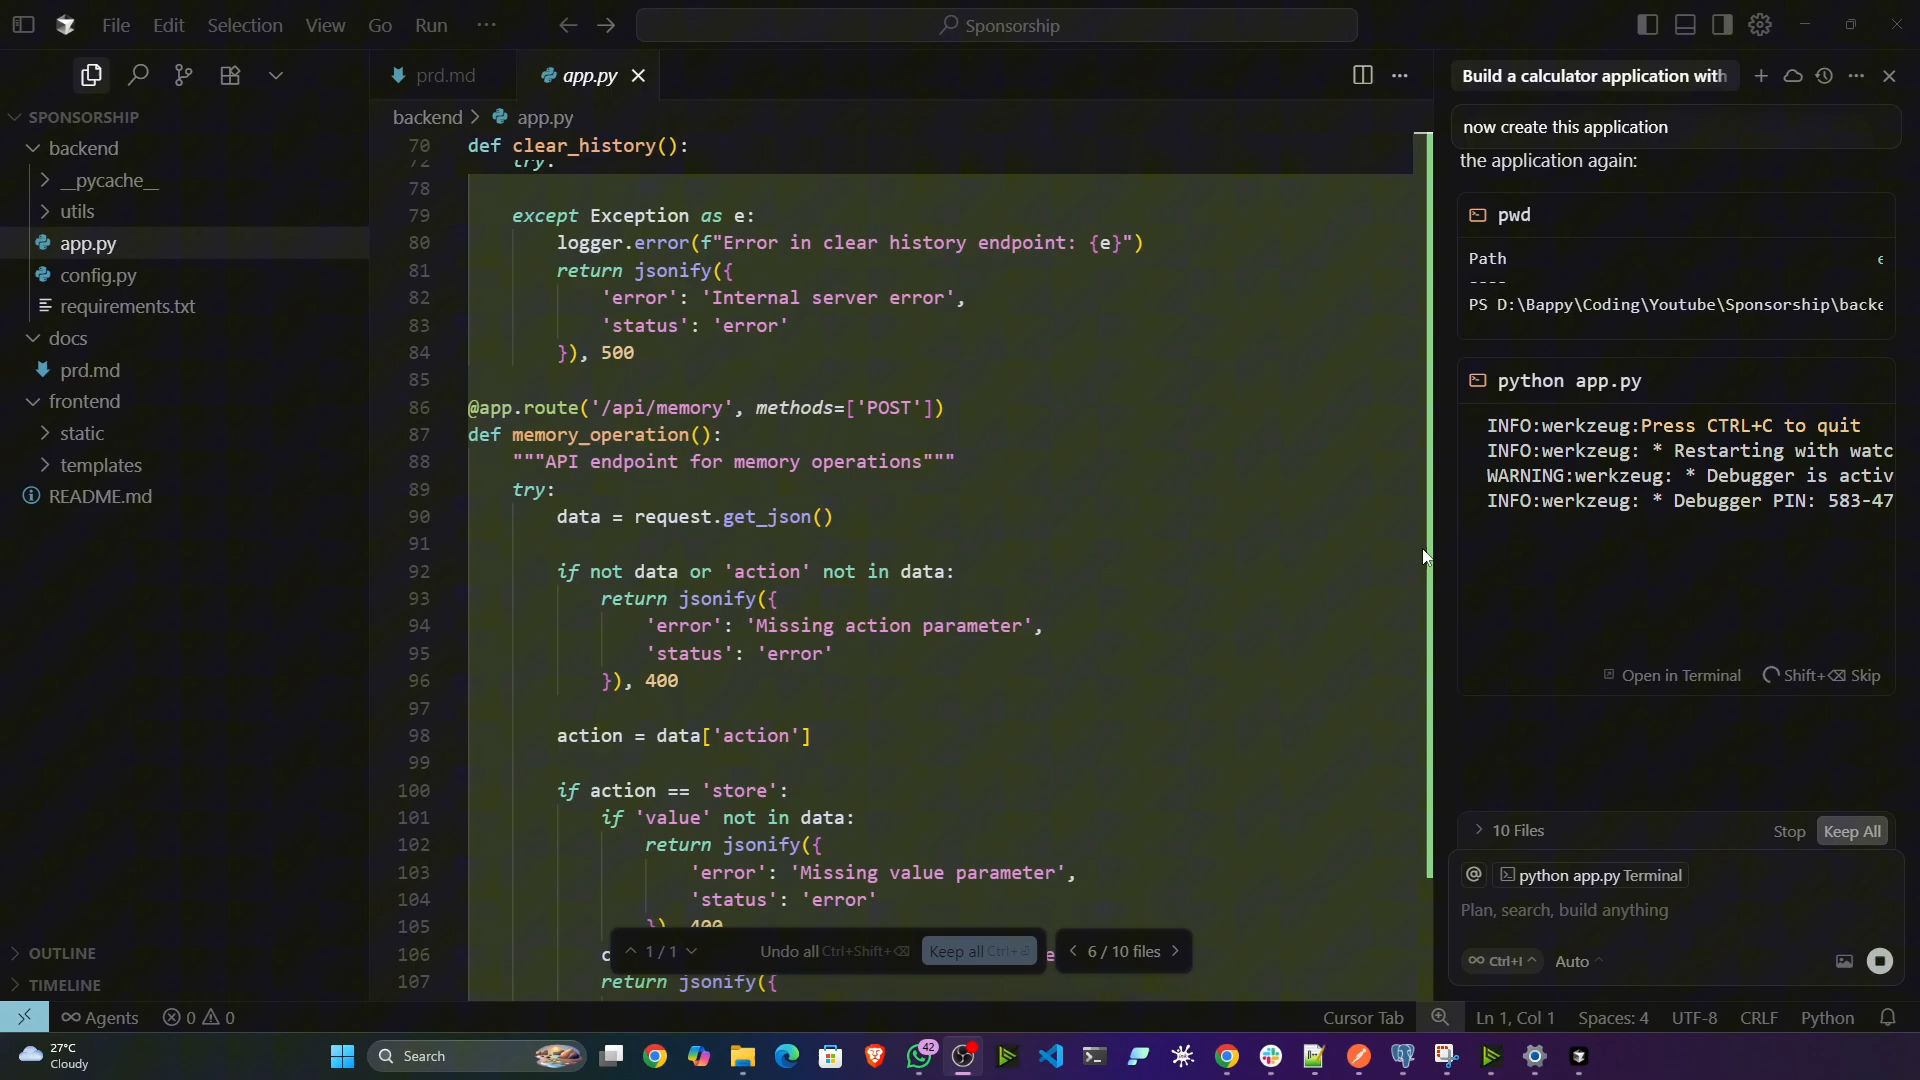 File Edit Selection View Go Run ···
Sponsorship
SPONSORSHIP
backend
__pycache__
utils
app.py
config.py
requirements.txt
docs
prd.md
frontend
static
templates
README.md
OUTLINE
TIMELINE
prd.md
app.py
backend > app.py
70 def clear_history():
72 try:
78
79 except Exception as e:
80 logger.error(f"Error in clear history endpoint: {e}")
81 return jsonify({
82 'error': 'Internal server error',
83 'status': 'error'
84 }), 500
85
86 @app.route('/api/memory', methods=['POST'])
87 def memory_operation():
88 """API endpoint for memory operations"""
89 try:
90 data = request.get_json()
91
92 if not data or 'action' not in data:
93 return jsonify({
94 'error': 'Missing action parameter',
95 'status': 'error'
96 }), 400
97
98 action = data['action']
99
100 if action == 'store':
101 if 'value' not in data:
102 return jsonify({
103 'error': 'Missing value parameter',
104 'status': 'error'
105 }), 400
106 c
107 return jsonify({
1 / 1 Undo all Ctrl+Shift+⌫ Keep all Ctrl+⏎
6 / 10 files
Build a calculator application with
now create this application
the application again:
pwd
Path
----
PS D:\Bappy\Coding\Youtube\Sponsorship\backe
python app.py
INFO:werkzeug:Press CTRL+C to quit
INFO:werkzeug: * Restarting with watc
WARNING:werkzeug: * Debugger is activ
INFO:werkzeug: * Debugger PIN: 583-47
Open in Terminal Shift+⌫ Skip
10 Files Stop Keep All
@ python app.py Terminal
Plan, search, build anything
∞ Ctrl+I Auto
Agents 0 0
Cursor Tab Ln 1, Col 1 Spaces: 4 UTF-8 CRLF Python
27°C
Cloudy
Search
42